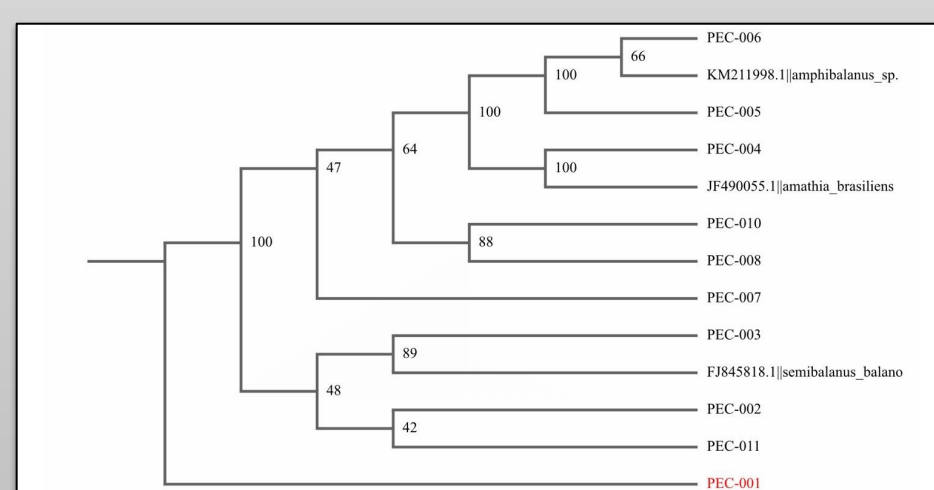 PEC-006
66
KM211998.1||amphibalanus_sp.
100
PEC-005
100
PEC-004
64
100
47
JF490055.1||amathia_brasiliens
PEC-010
100
88
PEC-008
PEC-007
PEC-003
89
FJ845818.1||semibalanus_balano
48
PEC-002
42
PEC-011
PEC-001